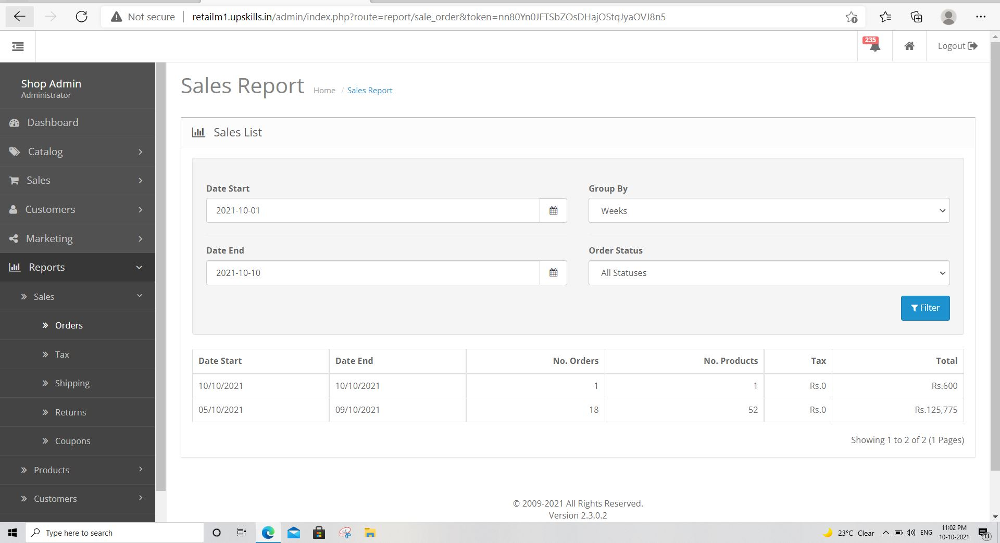 Not secure
retailm1.upskills.in/admin/index.php?route=report/sale_order&token=nn80Yn0JFTSbZOsDHajOStqJyaOVJ8n5
235
Logout
Shop Admin
Administrator
Dashboard
Catalog
Sales
Customers
Marketing
Reports
Sales
Orders
Tax
Shipping
Returns
Coupons
Products
Customers
Sales Report
Home / Sales Report
Sales List
Date Start
2021-10-01
Group By
Weeks
Date End
2021-10-10
Order Status
All Statuses
Filter
Date Start Date End No. Orders No. Products Tax Total
10/10/2021 10/10/2021 1 1 Rs.0 Rs.600
05/10/2021 09/10/2021 18 52 Rs.0 Rs.125,775
Showing 1 to 2 of 2 (1 Pages)
© 2009-2021 All Rights Reserved.
Version 2.3.0.2
Type here to search
23°C Clear
ENG
11:02 PM
10-10-2021
13